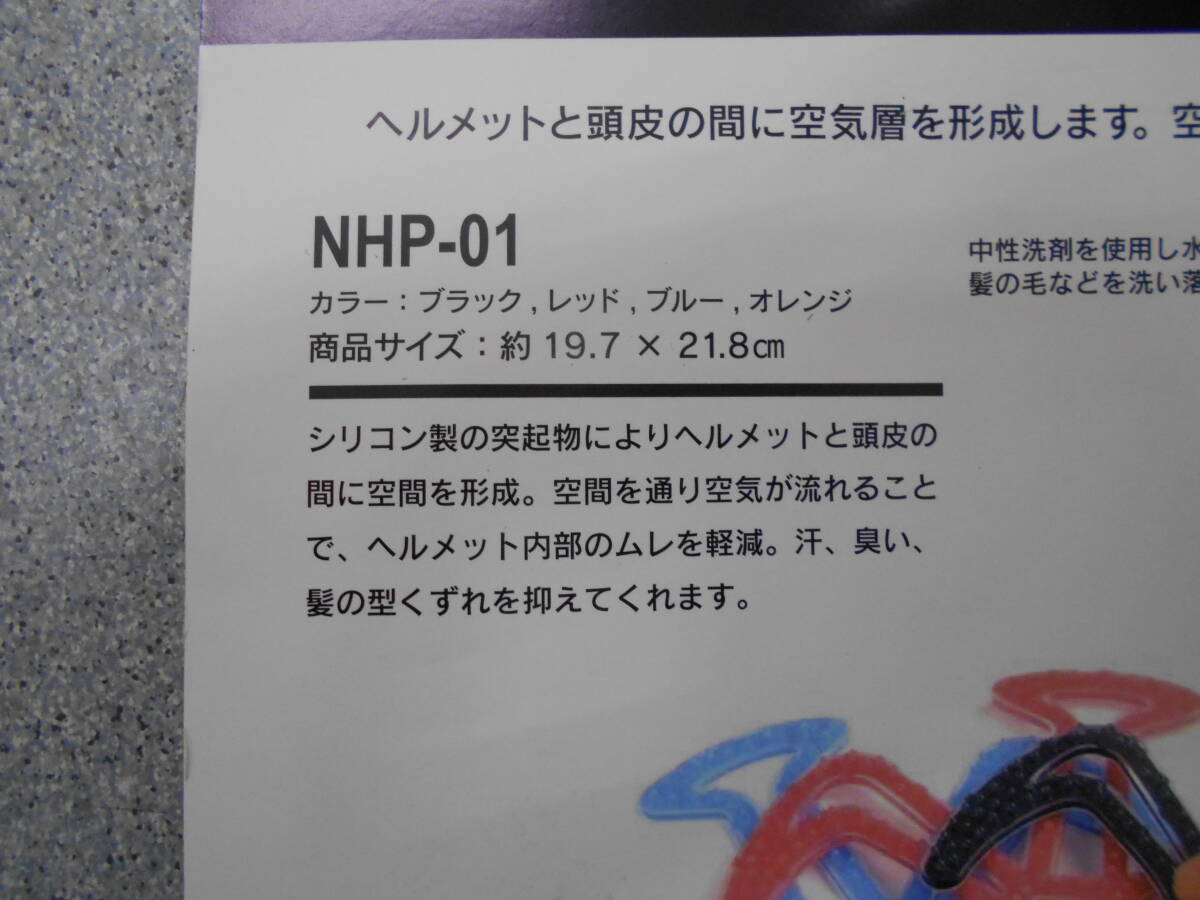 ヘルメットと頭皮の間に空気層を形成します。空
NHP-01
カラー：ブラック , レッド , ブルー , オレンジ
商品サイズ：約 19.7 × 21.8㎝
中性洗剤を使用し水
髪の毛などを洗い落
シリコン製の突起物によりヘルメットと頭皮の
間に空間を形成。空間を通り空気が流れること
で、ヘルメット内部のムレを軽減。汗、臭い、
髪の型くずれを抑えてくれます。